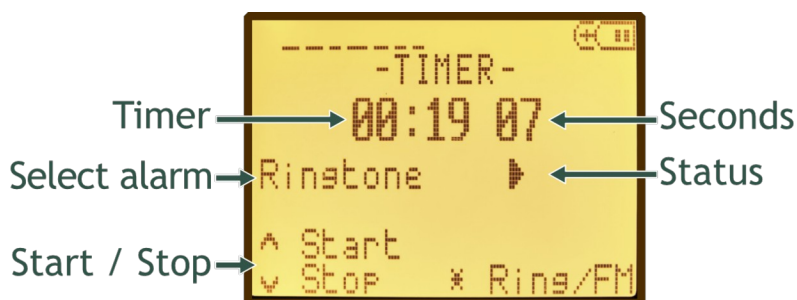 -TIMER-
Timer 00:19 07 Seconds
Select alarm Ringtone Status
^ Start
Start / Stop
v Stop * Ring/FM